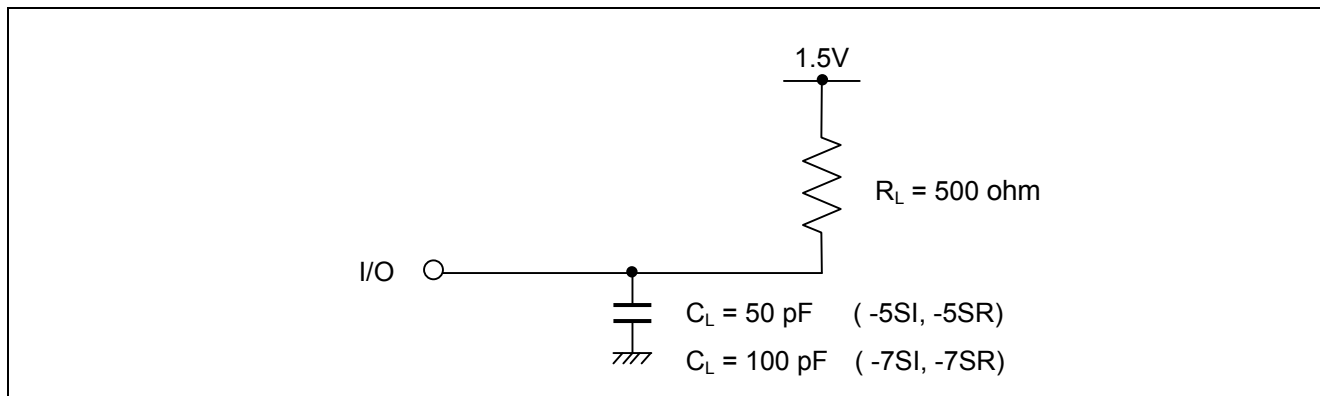 1.5V
R_L = 500 ohm
I/O
C_L = 50 pF ( -5SI, -5SR)
C_L = 100 pF ( -7SI, -7SR)